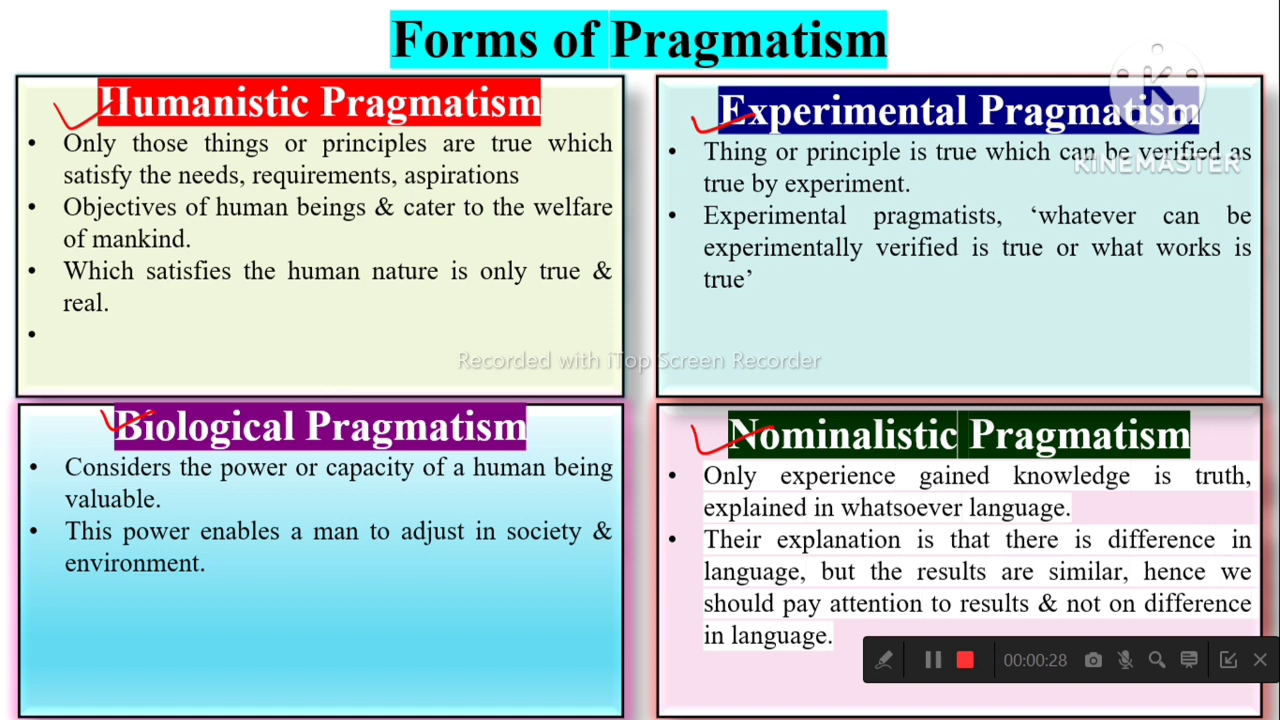 Forms of Pragmatism
Humanistic Pragmatism
• Only those things or principles are true which
satisfy the needs, requirements, aspirations
• Objectives of human beings & cater to the welfare
of mankind.
• Which satisfies the human nature is only true &
real.
•
Experimental Pragmatism
• Thing or principle is true which can be verified as
true by experiment.
• Experimental pragmatists, ‘whatever can be
experimentally verified is true or what works is
true’
K
KINEMASTER
Recorded with iTop Screen Recorder
Biological Pragmatism
• Considers the power or capacity of a human being
valuable.
• This power enables a man to adjust in society &
environment.
Nominalistic Pragmatism
• Only experience gained knowledge is truth,
explained in whatsoever language.
• Their explanation is that there is difference in
language, but the results are similar, hence we
should pay attention to results & not on difference
in language.
00:00:28